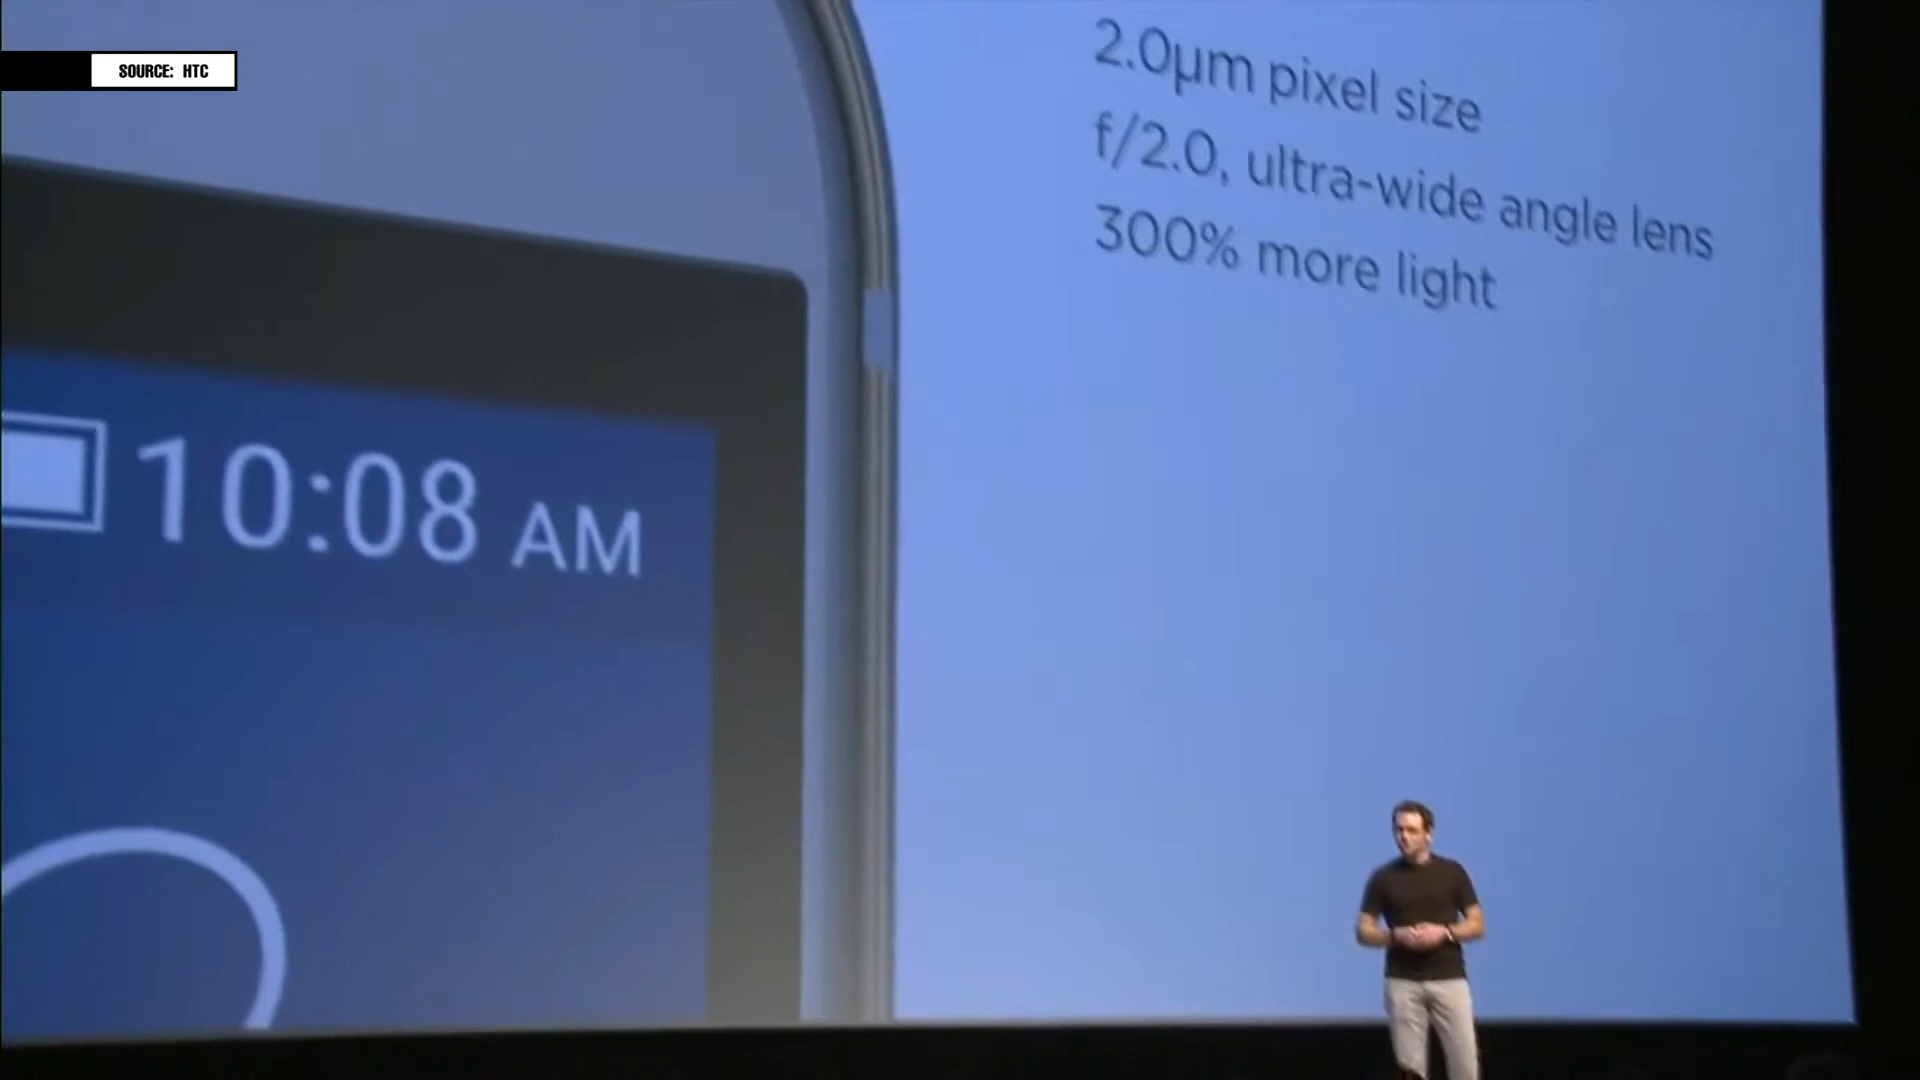 SOURCE: HTC
2.0µm pixel size
f/2.0, ultra-wide angle lens
300% more light
10:08 AM